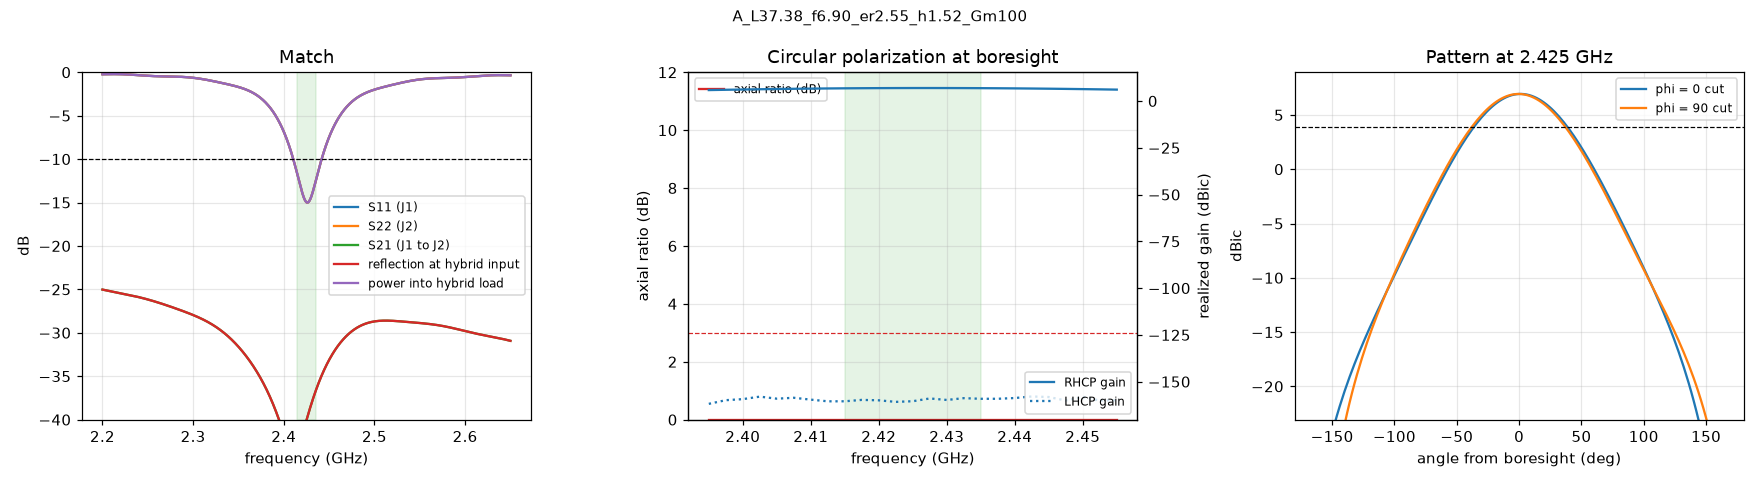 A_L37.38_f6.90_er2.55_h1.52_Gm100
Match
0
−5
−10
−15
−20
−25
−30
−35
−40
dB
2.2
2.3
2.4
2.5
2.6
frequency (GHz)
S11 (J1)
S22 (J2)
S21 (J1 to J2)
reflection at hybrid input
power into hybrid load
Circular polarization at boresight
12
10
8
6
4
2
0
axial ratio (dB)
axial ratio (dB)
2.40
2.41
2.42
2.43
2.44
2.45
frequency (GHz)
0
−25
−50
−75
−100
−125
−150
realized gain (dBic)
RHCP gain
LHCP gain
Pattern at 2.425 GHz
5
0
−5
−10
−15
−20
dBic
−150
−100
−50
0
50
100
150
angle from boresight (deg)
phi = 0 cut
phi = 90 cut